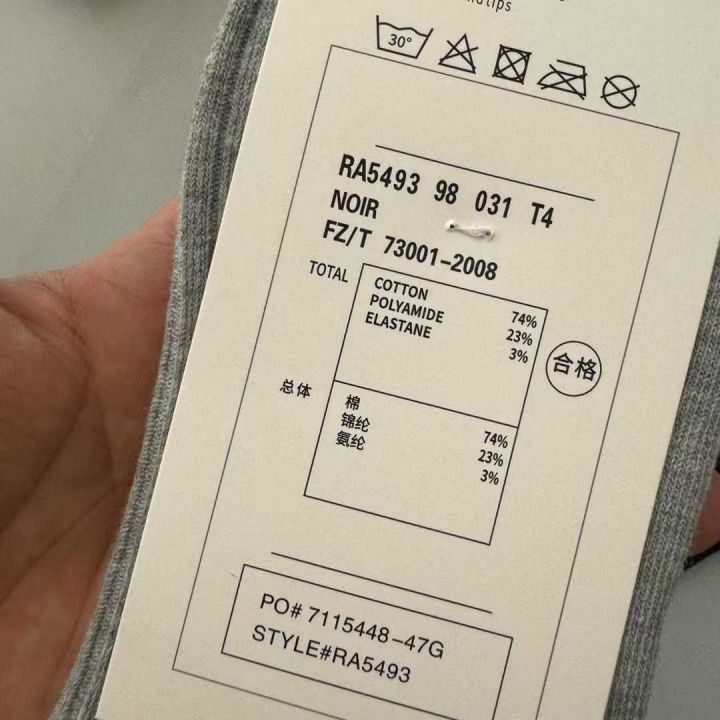 30°
RA5493 98 031 T4
NOIR
FZ/T 73001-2008
TOTAL
COTTON 74%
POLYAMIDE 23%
ELASTANE 3%
合格
总体
棉 74%
锦纶 23%
氨纶 3%
PO# 7115448-47G
STYLE#RA5493